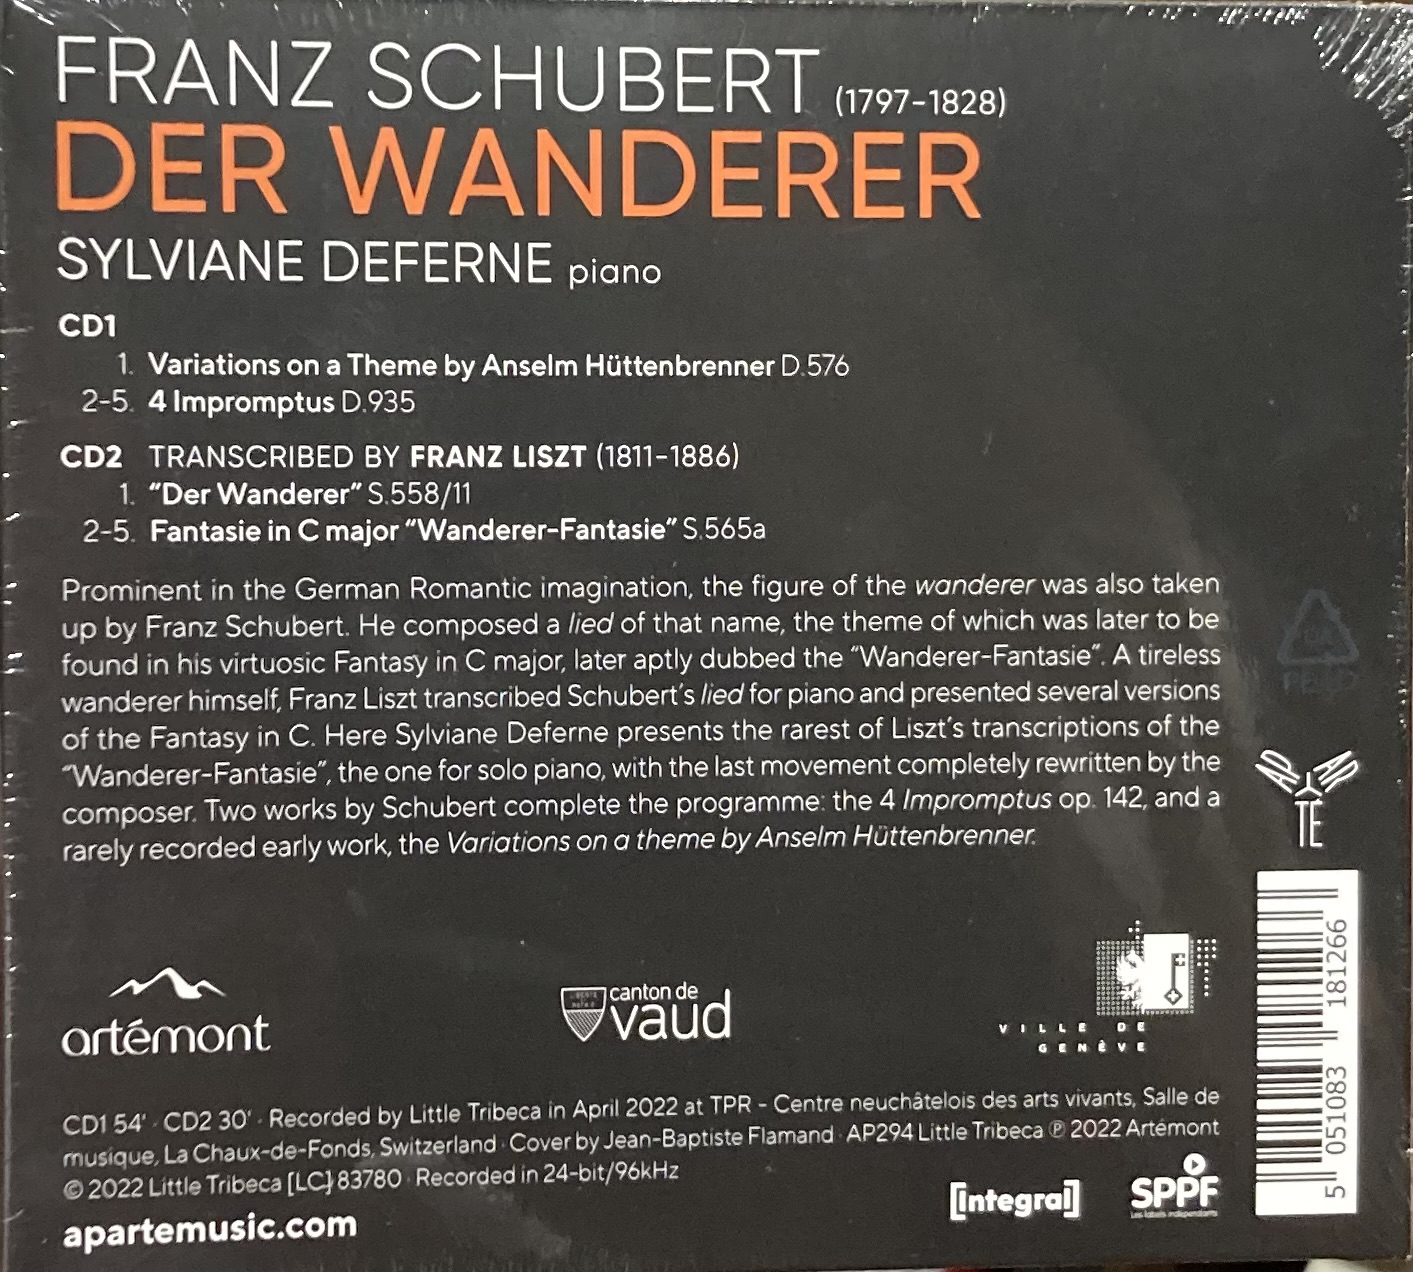 FRANZ SCHUBERT (1797-1828)
DER WANDERER
SYLVIANE DEFERNE piano
CD1
1. Variations on a Theme by Anselm Hüttenbrenner D.576
2-5. 4 Impromptus D.935
CD2 TRANSCRIBED BY FRANZ LISZT (1811-1886)
1. “Der Wanderer” S.558/11
2-5. Fantasie in C major “Wanderer-Fantasie” S.565a
Prominent in the German Romantic imagination, the figure of the wanderer was also taken
up by Franz Schubert. He composed a lied of that name, the theme of which was later to be
found in his virtuosic Fantasy in C major, later aptly dubbed the “Wanderer-Fantasie”. A tireless
wanderer himself, Franz Liszt transcribed Schubert’s lied for piano and presented several versions
of the Fantasy in C. Here Sylviane Deferne presents the rarest of Liszt’s transcriptions of the
“Wanderer-Fantasie”, the one for solo piano, with the last movement completely rewritten by the
composer. Two works by Schubert complete the programme: the 4 Impromptus op. 142, and a
rarely recorded early work, the Variations on a theme by Anselm Hüttenbrenner.
APARTÉ
artémont
canton de
vaud
VILLE DE
GENÈVE
5 051083 181266
CD1 54' · CD2 30' · Recorded by Little Tribeca in April 2022 at TPR - Centre neuchâtelois des arts vivants, Salle de
musique, La Chaux-de-Fonds, Switzerland · Cover by Jean-Baptiste Flamand · AP294 Little Tribeca ℗ 2022 Artémont
© 2022 Little Tribeca [LC] 83780 · Recorded in 24-bit/96kHz
[integral]
SPPF
Les labels indépendants
apartemusic.com